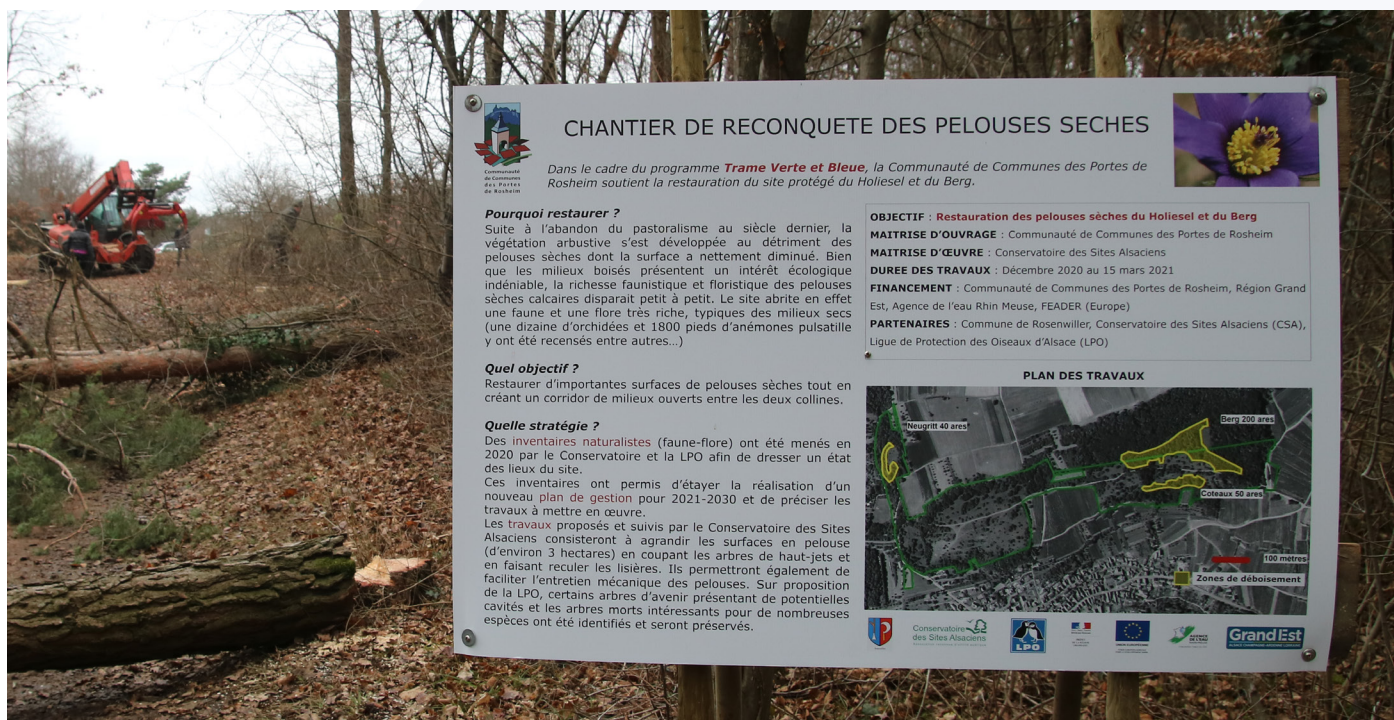 CHANTIER DE RECONQUETE DES PELOUSES SECHES
Communauté
de Communes
des Portes
de Rosheim
Dans le cadre du programme Trame Verte et Bleue, la Communauté de Communes des Portes de
Rosheim soutient la restauration du site protégé du Holiesel et du Berg.
Pourquoi restaurer ?
Suite à l'abandon du pastoralisme au siècle dernier, la
végétation arbustive s'est développée au détriment des
pelouses sèches dont la surface a nettement diminué. Bien
que les milieux boisés présentent un intérêt écologique
indéniable, la richesse faunistique et floristique des pelouses
sèches calcaires disparait petit à petit. Le site abrite en effet
une faune et une flore très riche, typiques des milieux secs
(une dizaine d'orchidées et 1800 pieds d'anémones pulsatille
y ont été recensés entre autres…)
Quel objectif ?
Restaurer d'importantes surfaces de pelouses sèches tout en
créant un corridor de milieux ouverts entre les deux collines.
Quelle stratégie ?
Des inventaires naturalistes (faune-flore) ont été menés en
2020 par le Conservatoire et la LPO afin de dresser un état
des lieux du site.
Ces inventaires ont permis d'étayer la réalisation d'un
nouveau plan de gestion pour 2021-2030 et de préciser les
travaux à mettre en œuvre.
Les travaux proposés et suivis par le Conservatoire des Sites
Alsaciens consisteront à agrandir les surfaces en pelouse
(d'environ 3 hectares) en coupant les arbres de haut-jets et
en faisant reculer les lisières. Ils permettront également de
faciliter l'entretien mécanique des pelouses. Sur proposition
de la LPO, certains arbres d'avenir présentant de potentielles
cavités et les arbres morts intéressants pour de nombreuses
espèces ont été identifiés et seront préservés.
OBJECTIF : Restauration des pelouses sèches du Holiesel et du Berg
MAITRISE D'OUVRAGE : Communauté de Communes des Portes de Rosheim
MAITRISE D'ŒUVRE : Conservatoire des Sites Alsaciens
DUREE DES TRAVAUX : Décembre 2020 au 15 mars 2021
FINANCEMENT : Communauté de Communes des Portes de Rosheim, Région Grand
Est, Agence de l'eau Rhin Meuse, FEADER (Europe)
PARTENAIRES : Commune de Rosenwiller, Conservatoire des Sites Alsaciens (CSA),
Ligue de Protection des Oiseaux d'Alsace (LPO)
PLAN DES TRAVAUX
Neugritt 40 ares
Berg 200 ares
Coteaux 50 ares
100 mètres
Zones de déboisement
Conservatoire
des Sites Alsaciens
LPO
AGENCE
DE L'EAU
Grand Est